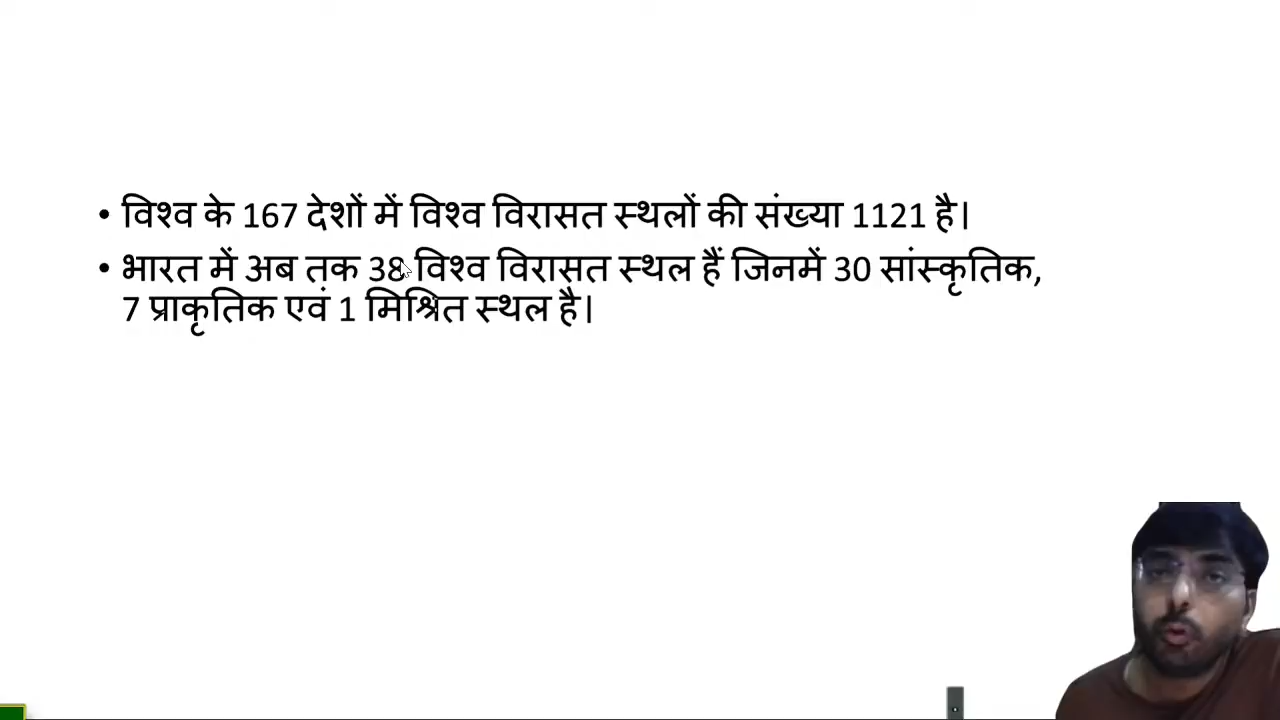 • विश्व के 167 देशों में विश्व विरासत स्थलों की संख्या 1121 है।
• भारत में अब तक 38 विश्व विरासत स्थल हैं जिनमें 30 सांस्कृतिक,
7 प्राकृतिक एवं 1 मिश्रित स्थल है।